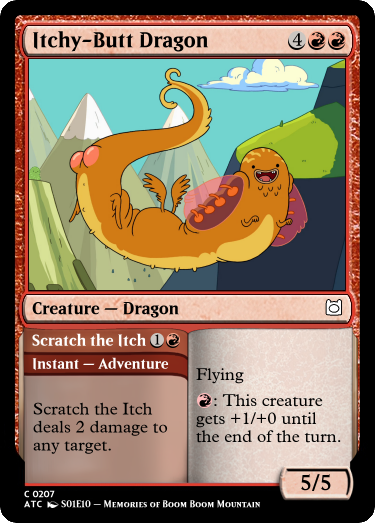 Itchy-Butt Dragon 4
Creature — Dragon
Scratch the Itch 1
Instant — Adventure
Scratch the Itch
deals 2 damage to
any target.
Flying
: This creature
gets +1/+0 until
the end of the turn.
5/5
C 0207
ATC S01E10 — Memories of Boom Boom Mountain